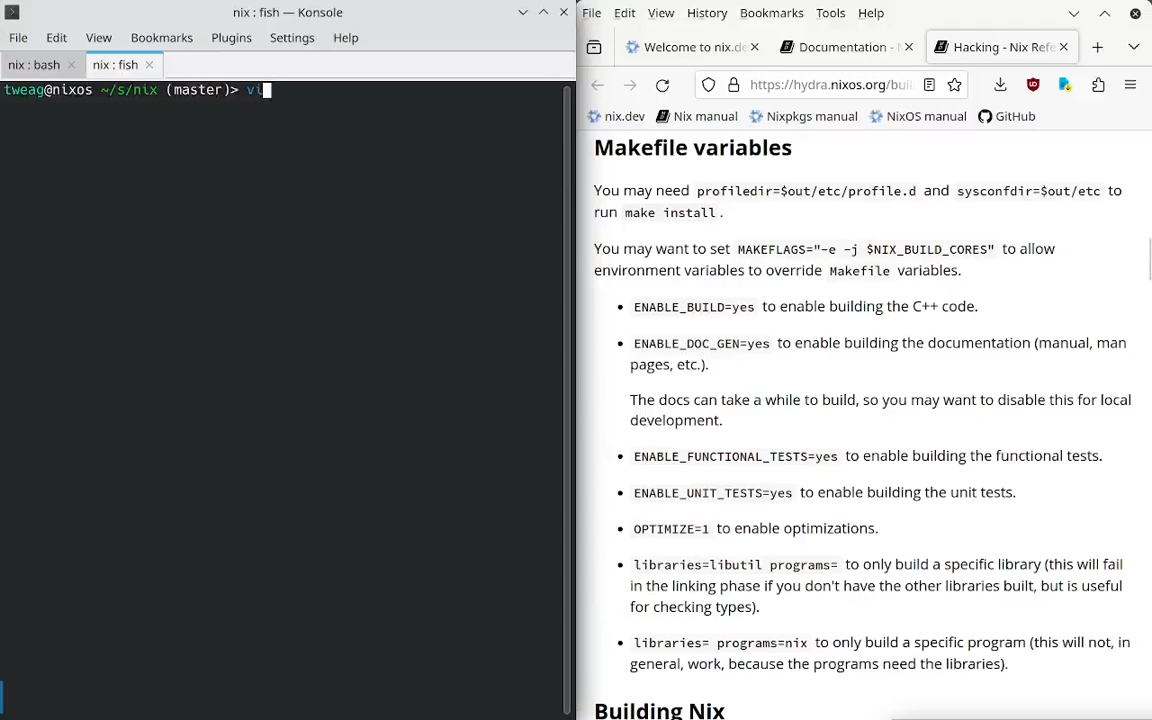 nix : fish — Konsole
File Edit View Bookmarks Plugins Settings Help
nix : bash
nix : fish
tweag@nixos ~/s/nix (master)> vi
File Edit View History Bookmarks Tools Help
Welcome to nix.de
Documentation - N
Hacking - Nix Refe
https://hydra.nixos.org/buil
nix.dev Nix manual Nixpkgs manual NixOS manual GitHub
Makefile variables
You may need profiledir=$out/etc/profile.d and sysconfdir=$out/etc to
run make install.
You may want to set MAKEFLAGS="-e -j $NIX_BUILD_CORES" to allow
environment variables to override Makefile variables.
• ENABLE_BUILD=yes to enable building the C++ code.
• ENABLE_DOC_GEN=yes to enable building the documentation (manual, man
pages, etc.).
The docs can take a while to build, so you may want to disable this for local
development.
• ENABLE_FUNCTIONAL_TESTS=yes to enable building the functional tests.
• ENABLE_UNIT_TESTS=yes to enable building the unit tests.
• OPTIMIZE=1 to enable optimizations.
• libraries=libutil programs= to only build a specific library (this will fail
in the linking phase if you don't have the other libraries built, but is useful
for checking types).
• libraries= programs=nix to only build a specific program (this will not, in
general, work, because the programs need the libraries).
Building Nix